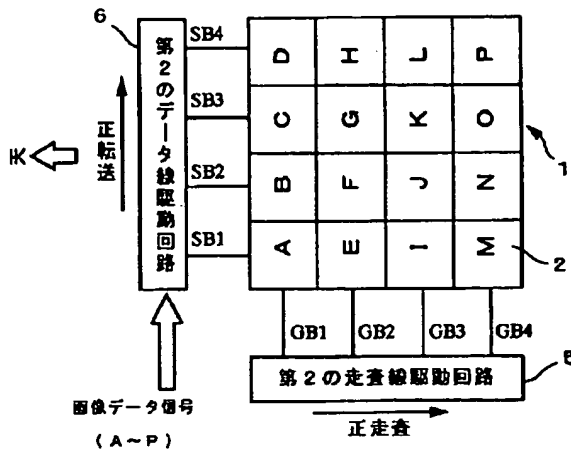 6
第2のデータ線駆動回路
正転送
天
SB4
SB3
SB2
SB1
D H L P
C G K O
B F J N
A E I M
1
2
GB1 GB2 GB3 GB4
第2の走査線駆動回路
5
正走査
画像データ信号
(A~P)